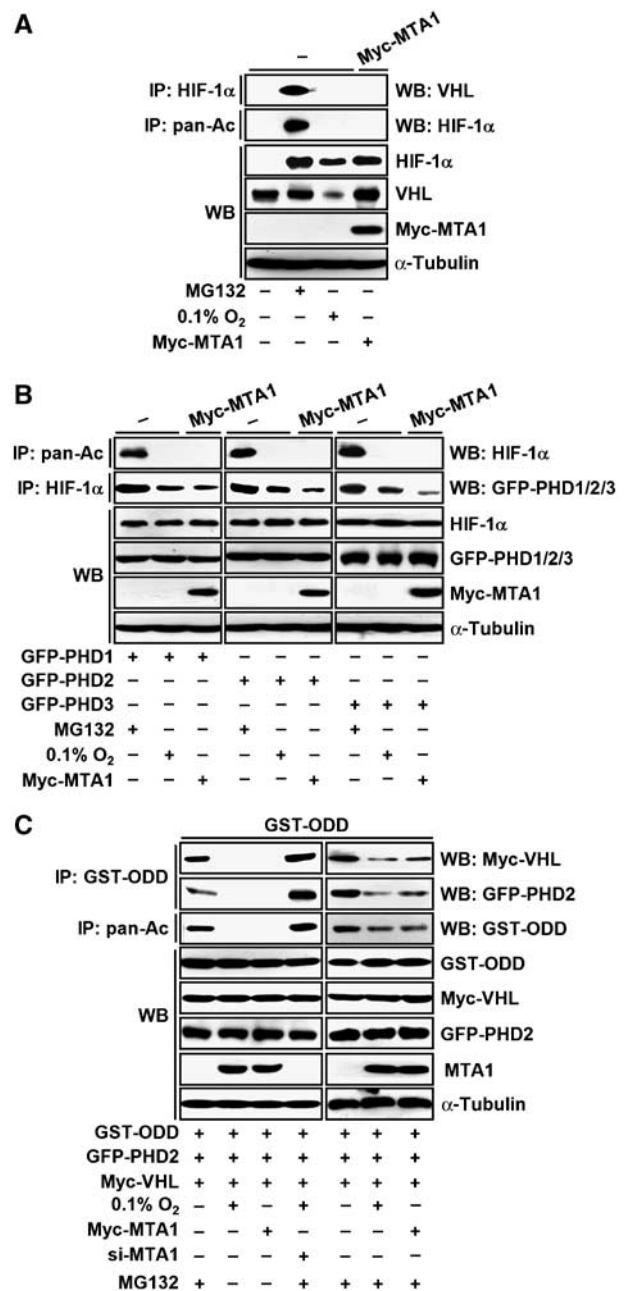 A
– Myc-MTA1
IP: HIF-1α WB: VHL
IP: pan-Ac WB: HIF-1α
HIF-1α
VHL
WB
Myc-MTA1
α-Tubulin
MG132 – + – –
0.1% O₂ – – + –
Myc-MTA1 – – – +
B
– Myc-MTA1 – Myc-MTA1 – Myc-MTA1
IP: pan-Ac WB: HIF-1α
IP: HIF-1α WB: GFP-PHD1/2/3
HIF-1α
GFP-PHD1/2/3
WB
Myc-MTA1
α-Tubulin
GFP-PHD1 + + + – – – – – –
GFP-PHD2 – – – + + + – – –
GFP-PHD3 – – – – – – + + +
MG132 + – – + – – + – –
0.1% O₂ – + – – + – – + –
Myc-MTA1 – – + – – + – – +
C
GST-ODD
WB: Myc-VHL
IP: GST-ODD
WB: GFP-PHD2
IP: pan-Ac WB: GST-ODD
GST-ODD
Myc-VHL
WB
GFP-PHD2
MTA1
α-Tubulin
GST-ODD + + + + + + +
GFP-PHD2 + + + + + + +
Myc-VHL + + + + + + +
0.1% O₂ – + – + – + –
Myc-MTA1 – – + – – – +
si-MTA1 – – – + – – –
MG132 + – – + + + +